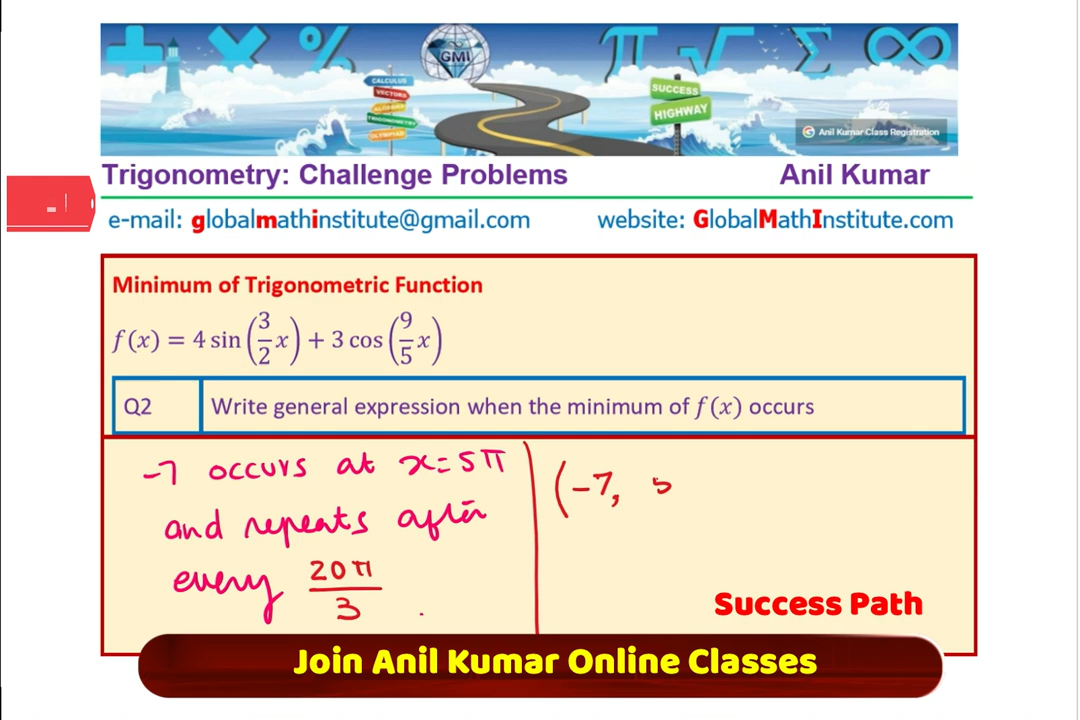 GMI
CALCULUS
VECTORS
TRIGONOMETRY
OLYMPIAD
SUCCESS
HIGHWAY
G Anil Kumar Class Registration
Trigonometry: Challenge Problems Anil Kumar
e-mail: globalmathinstitute@gmail.com website: GlobalMathInstitute.com
Minimum of Trigonometric Function
f(x) = 4 sin(3/2 x) + 3 cos(9/5 x)
Q2 Write general expression when the minimum of f(x) occurs
-7 occurs at x=5π
and repeats after
every 20π/3 .
(-7, 5
Success Path
Join Anil Kumar Online Classes